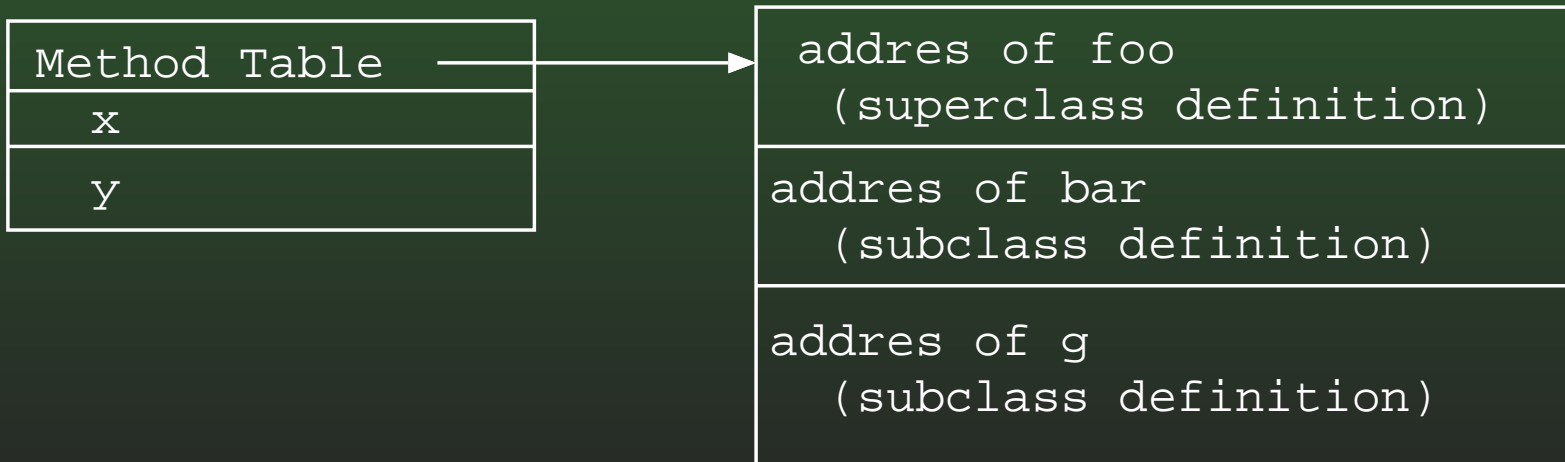 Method Table
x
y
addres of foo
(superclass definition)
addres of bar
(subclass definition)
addres of g
(subclass definition)